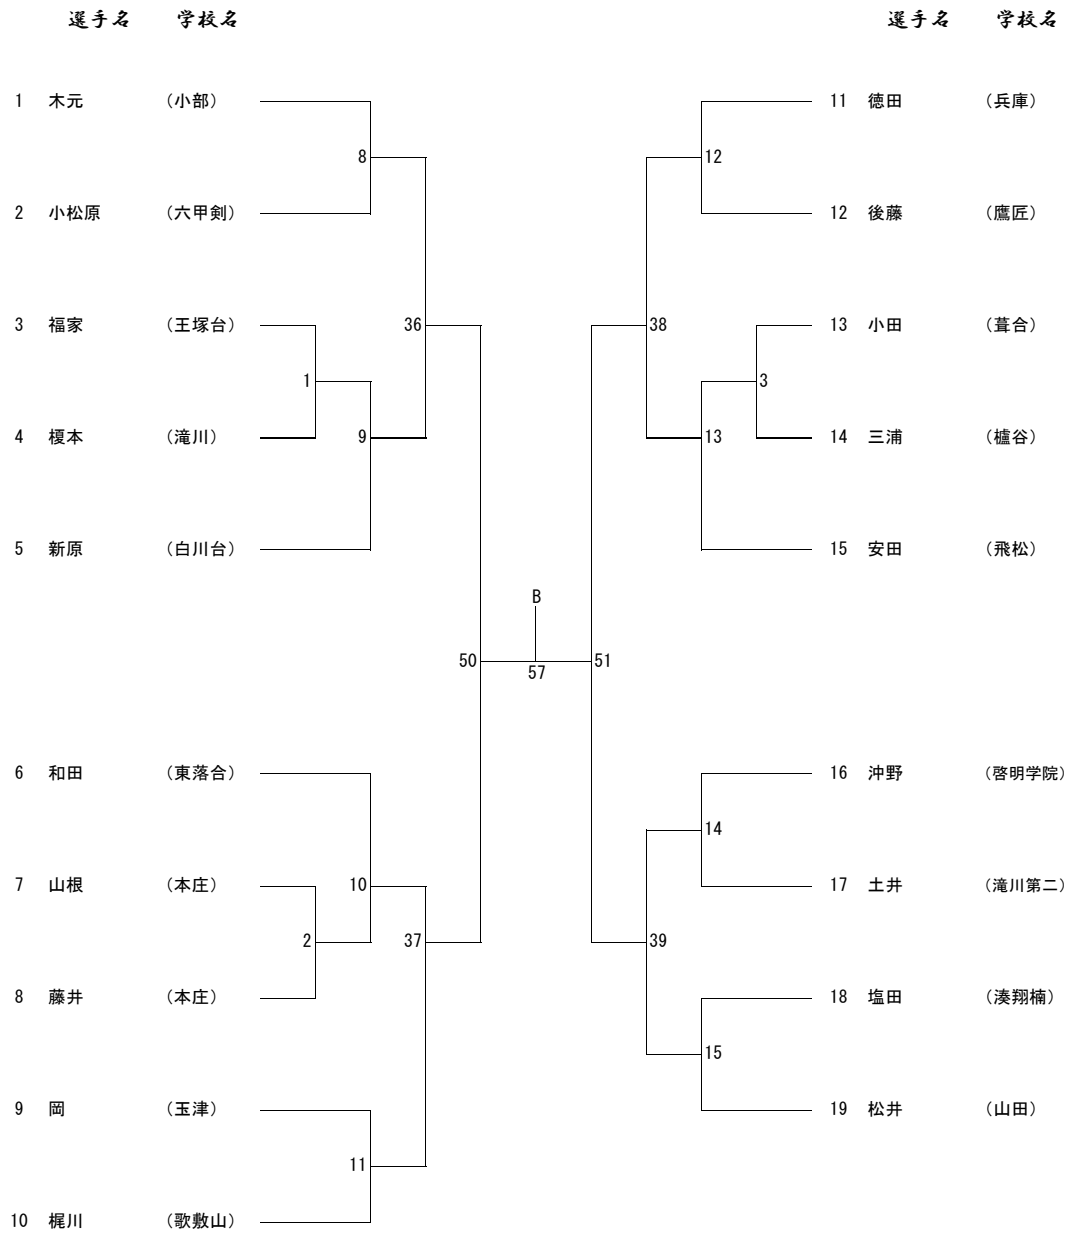 選手名 学校名 選手名 学校名
1 木元 （小部） 11 徳田 （兵庫）
8 12
2 小松原 （六甲剣） 12 後藤 （鷹匠）
3 福家 （王塚台） 36 38 13 小田 （葺合）
1 3
4 榎本 （滝川） 9 13 14 三浦 （櫨谷）
5 新原 （白川台） 15 安田 （飛松）
B
50 51
57
6 和田 （東落合） 16 沖野 （啓明学院）
14
7 山根 （本庄） 10 17 土井 （滝川第二）
2 37 39
8 藤井 （本庄） 18 塩田 （湊翔楠）
15
9 岡 （玉津） 19 松井 （山田）
11
10 梶川 （歌敷山）